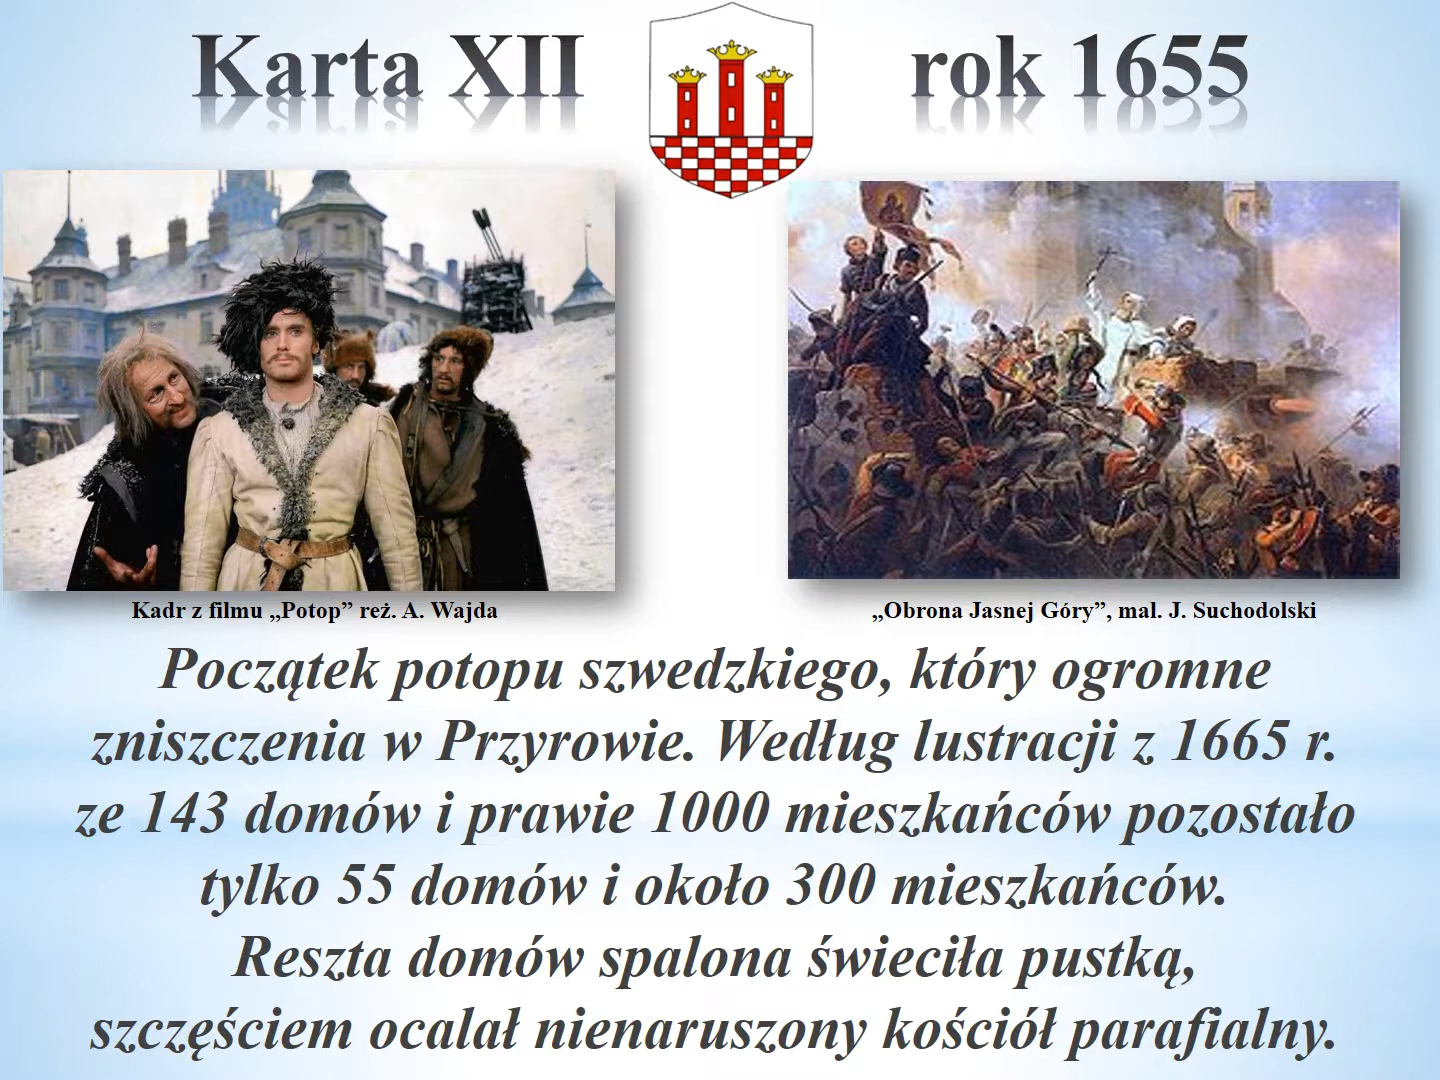 Karta XII rok 1655
Kadr z filmu „Potop” reż. A. Wajda
„Obrona Jasnej Góry”, mal. J. Suchodolski
Początek potopu szwedzkiego, który ogromne
zniszczenia w Przyrowie. Według lustracji z 1665 r.
ze 143 domów i prawie 1000 mieszkańców pozostało
tylko 55 domów i około 300 mieszkańców.
Reszta domów spalona świeciła pustką,
szczęściem ocalał nienaruszony kościół parafialny.